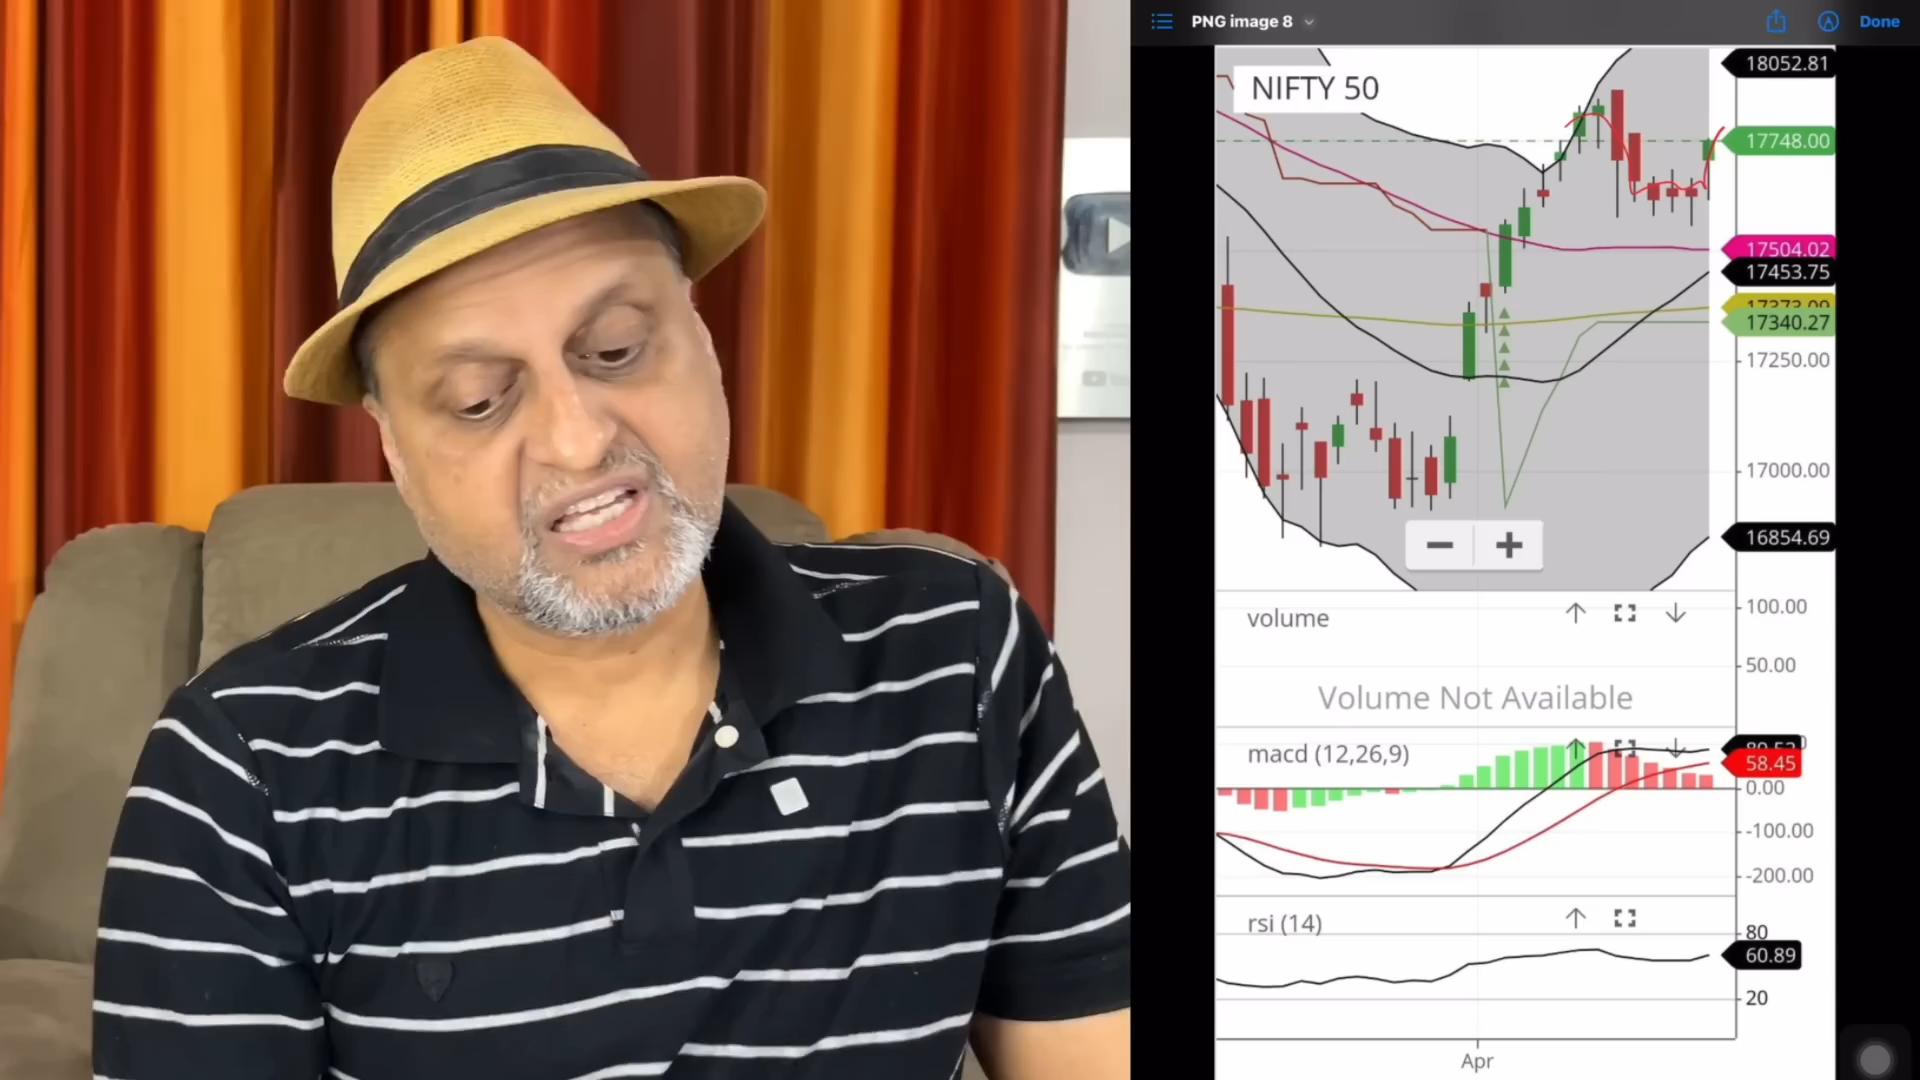 PNG image 8
Done
NIFTY 50
18052.81
17748.00
17504.02
17453.75
17373.09
17340.27
17250.00
17000.00
16854.69
volume
100.00
50.00
Volume Not Available
macd (12,26,9)
58.45
0.00
-100.00
-200.00
rsi (14)
80
60.89
20
Apr